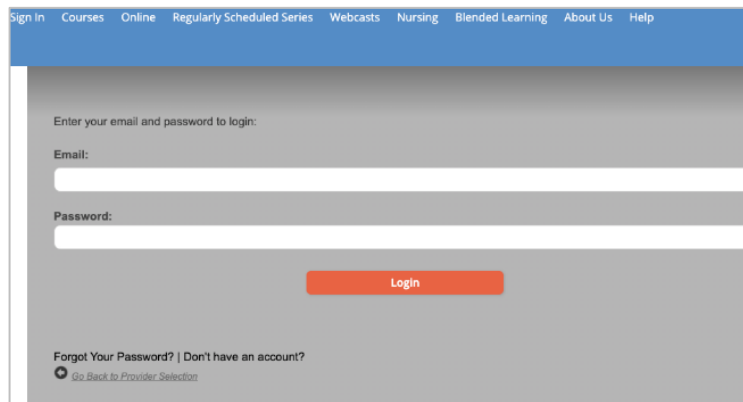 Sign In Courses Online Regularly Scheduled Series Webcasts Nursing Blended Learning About Us Help
Enter your email and password to login:
Email:
Password:
Login
Forgot Your Password? | Don't have an account?
Go Back to Provider Selection